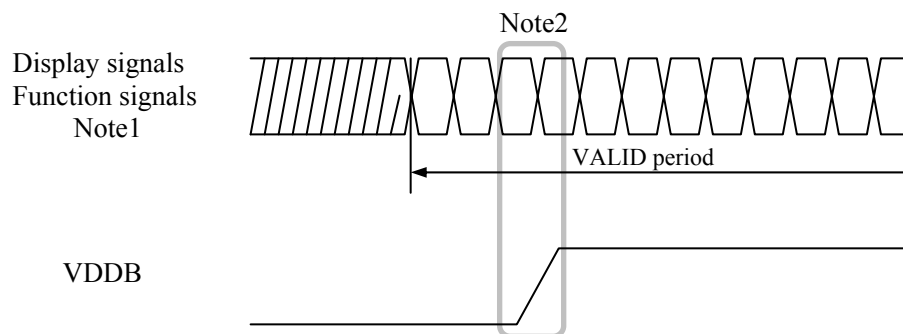 Note2
Display signals
Function signals
Note1
VALID period
VDDB